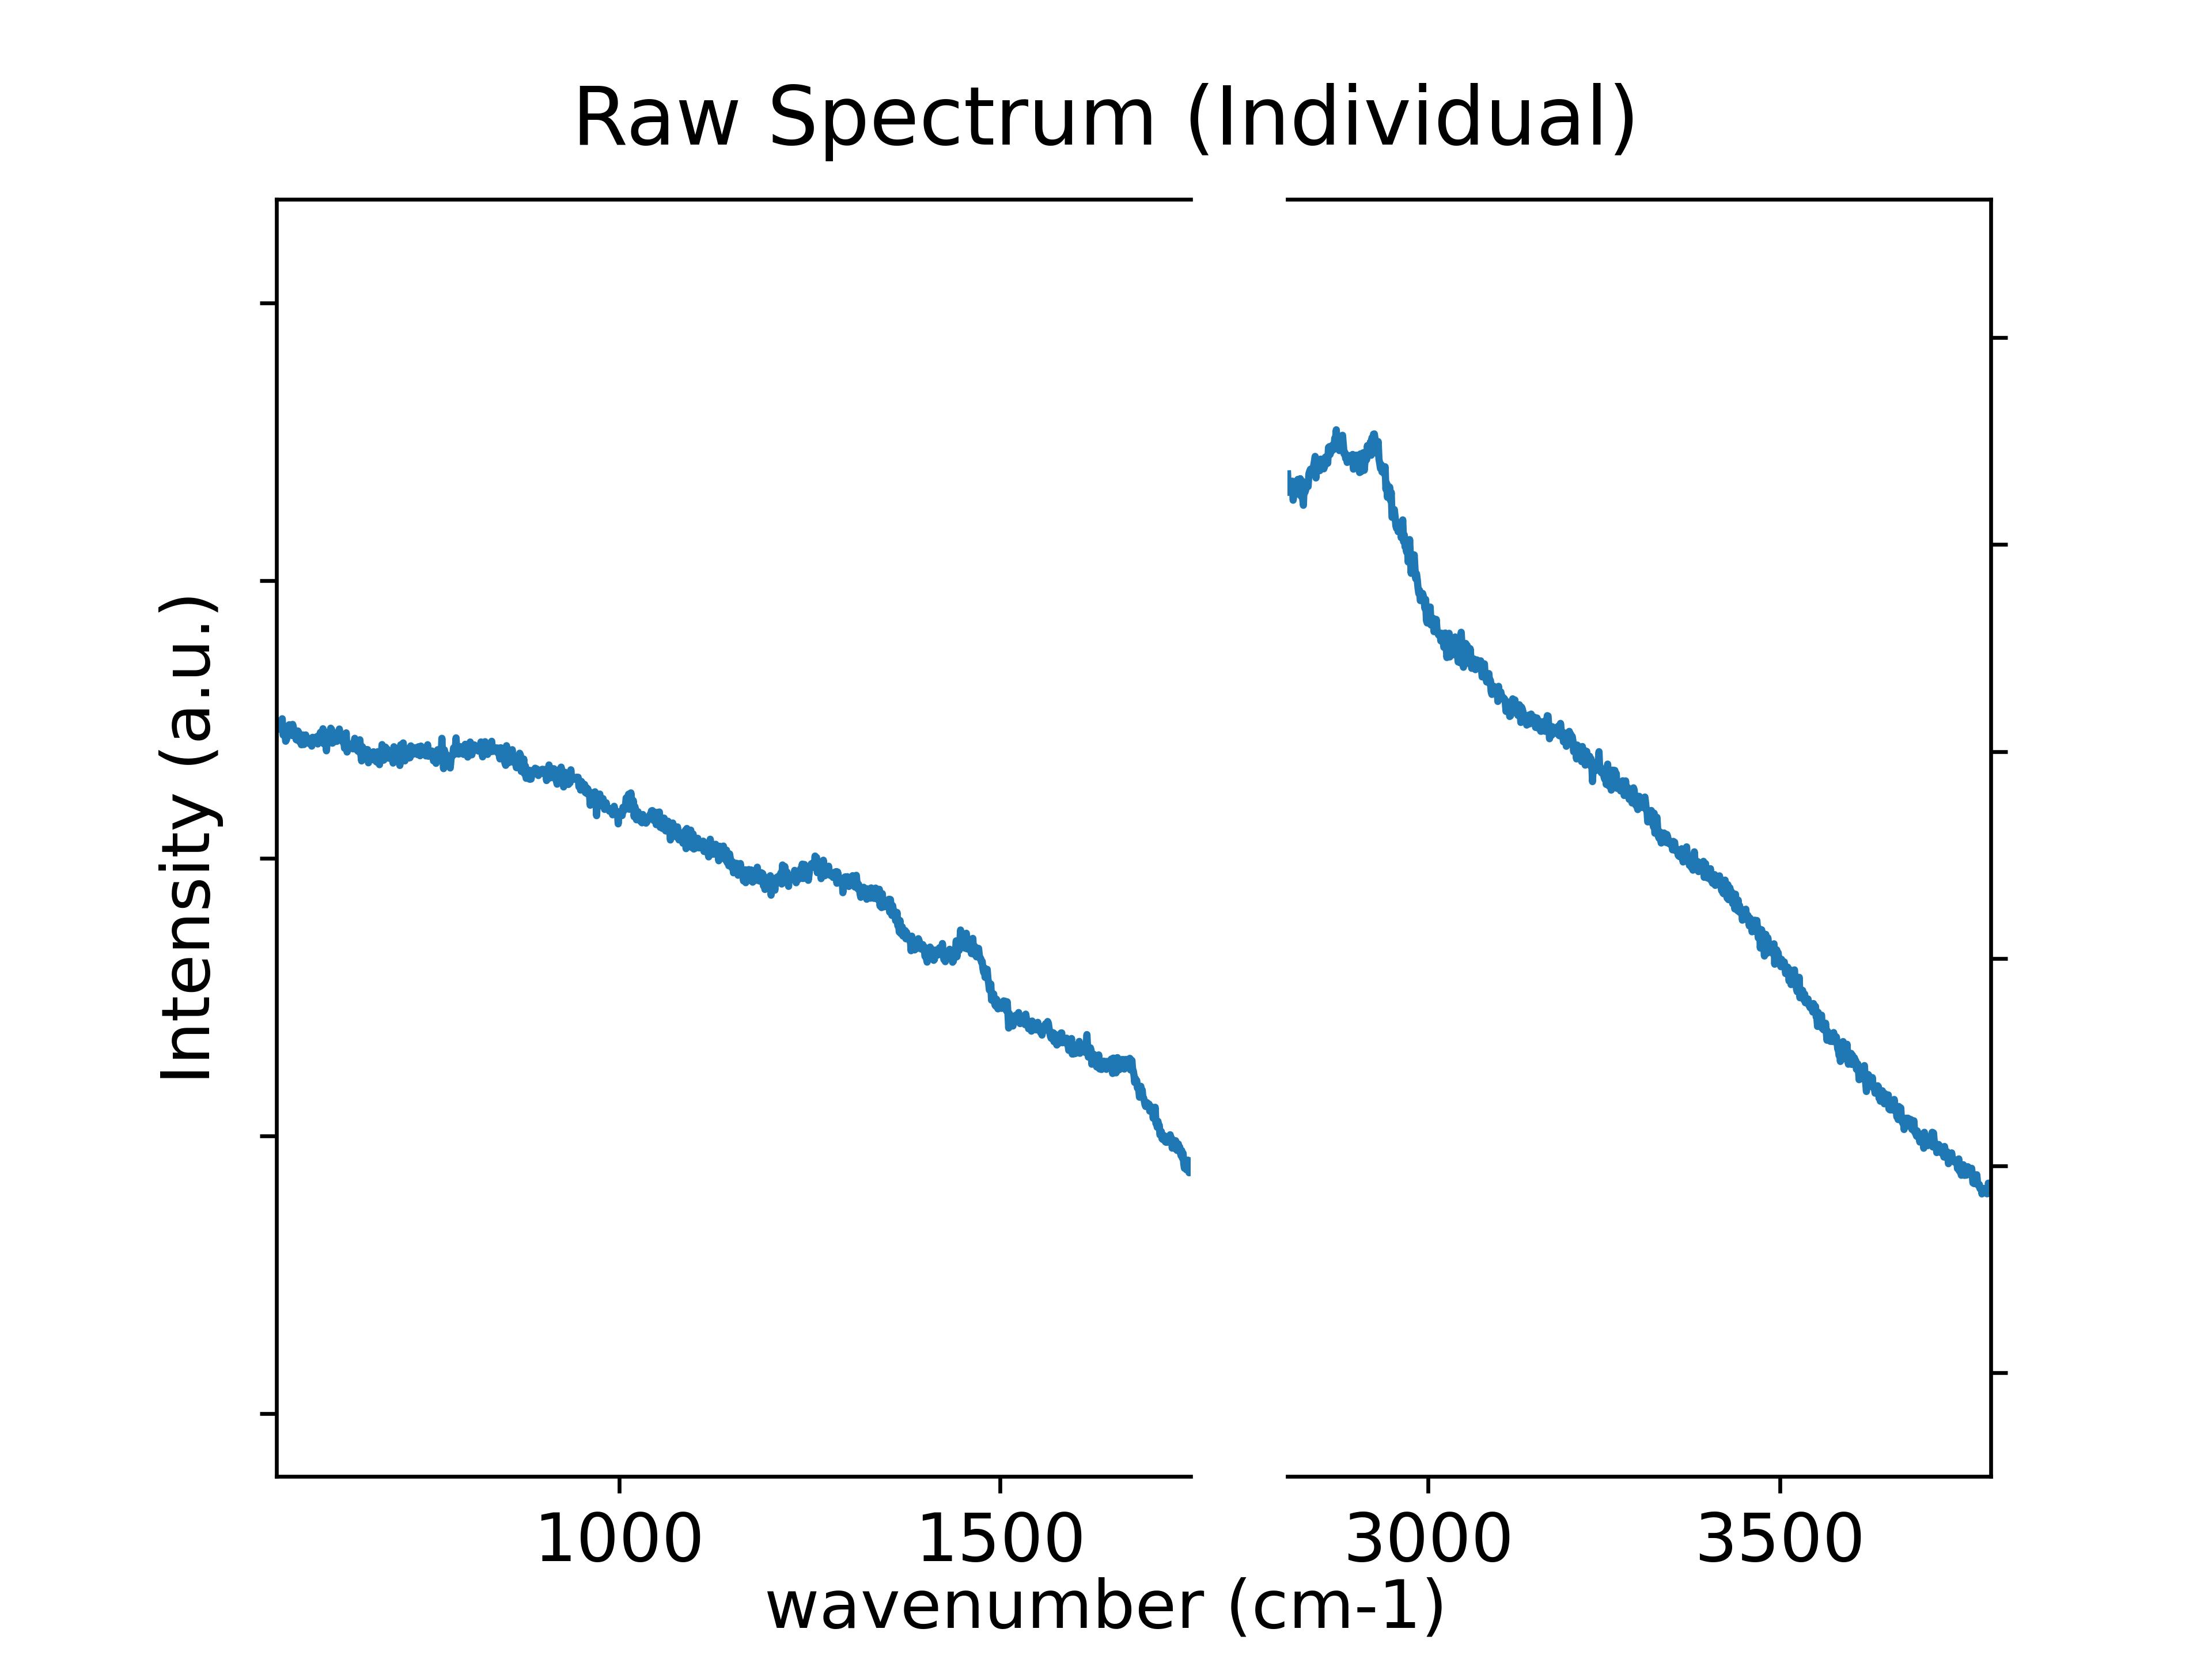 Raw Spectrum (Individual)
Intensity (a.u.)
1000 1500 3000 3500
wavenumber (cm-1)